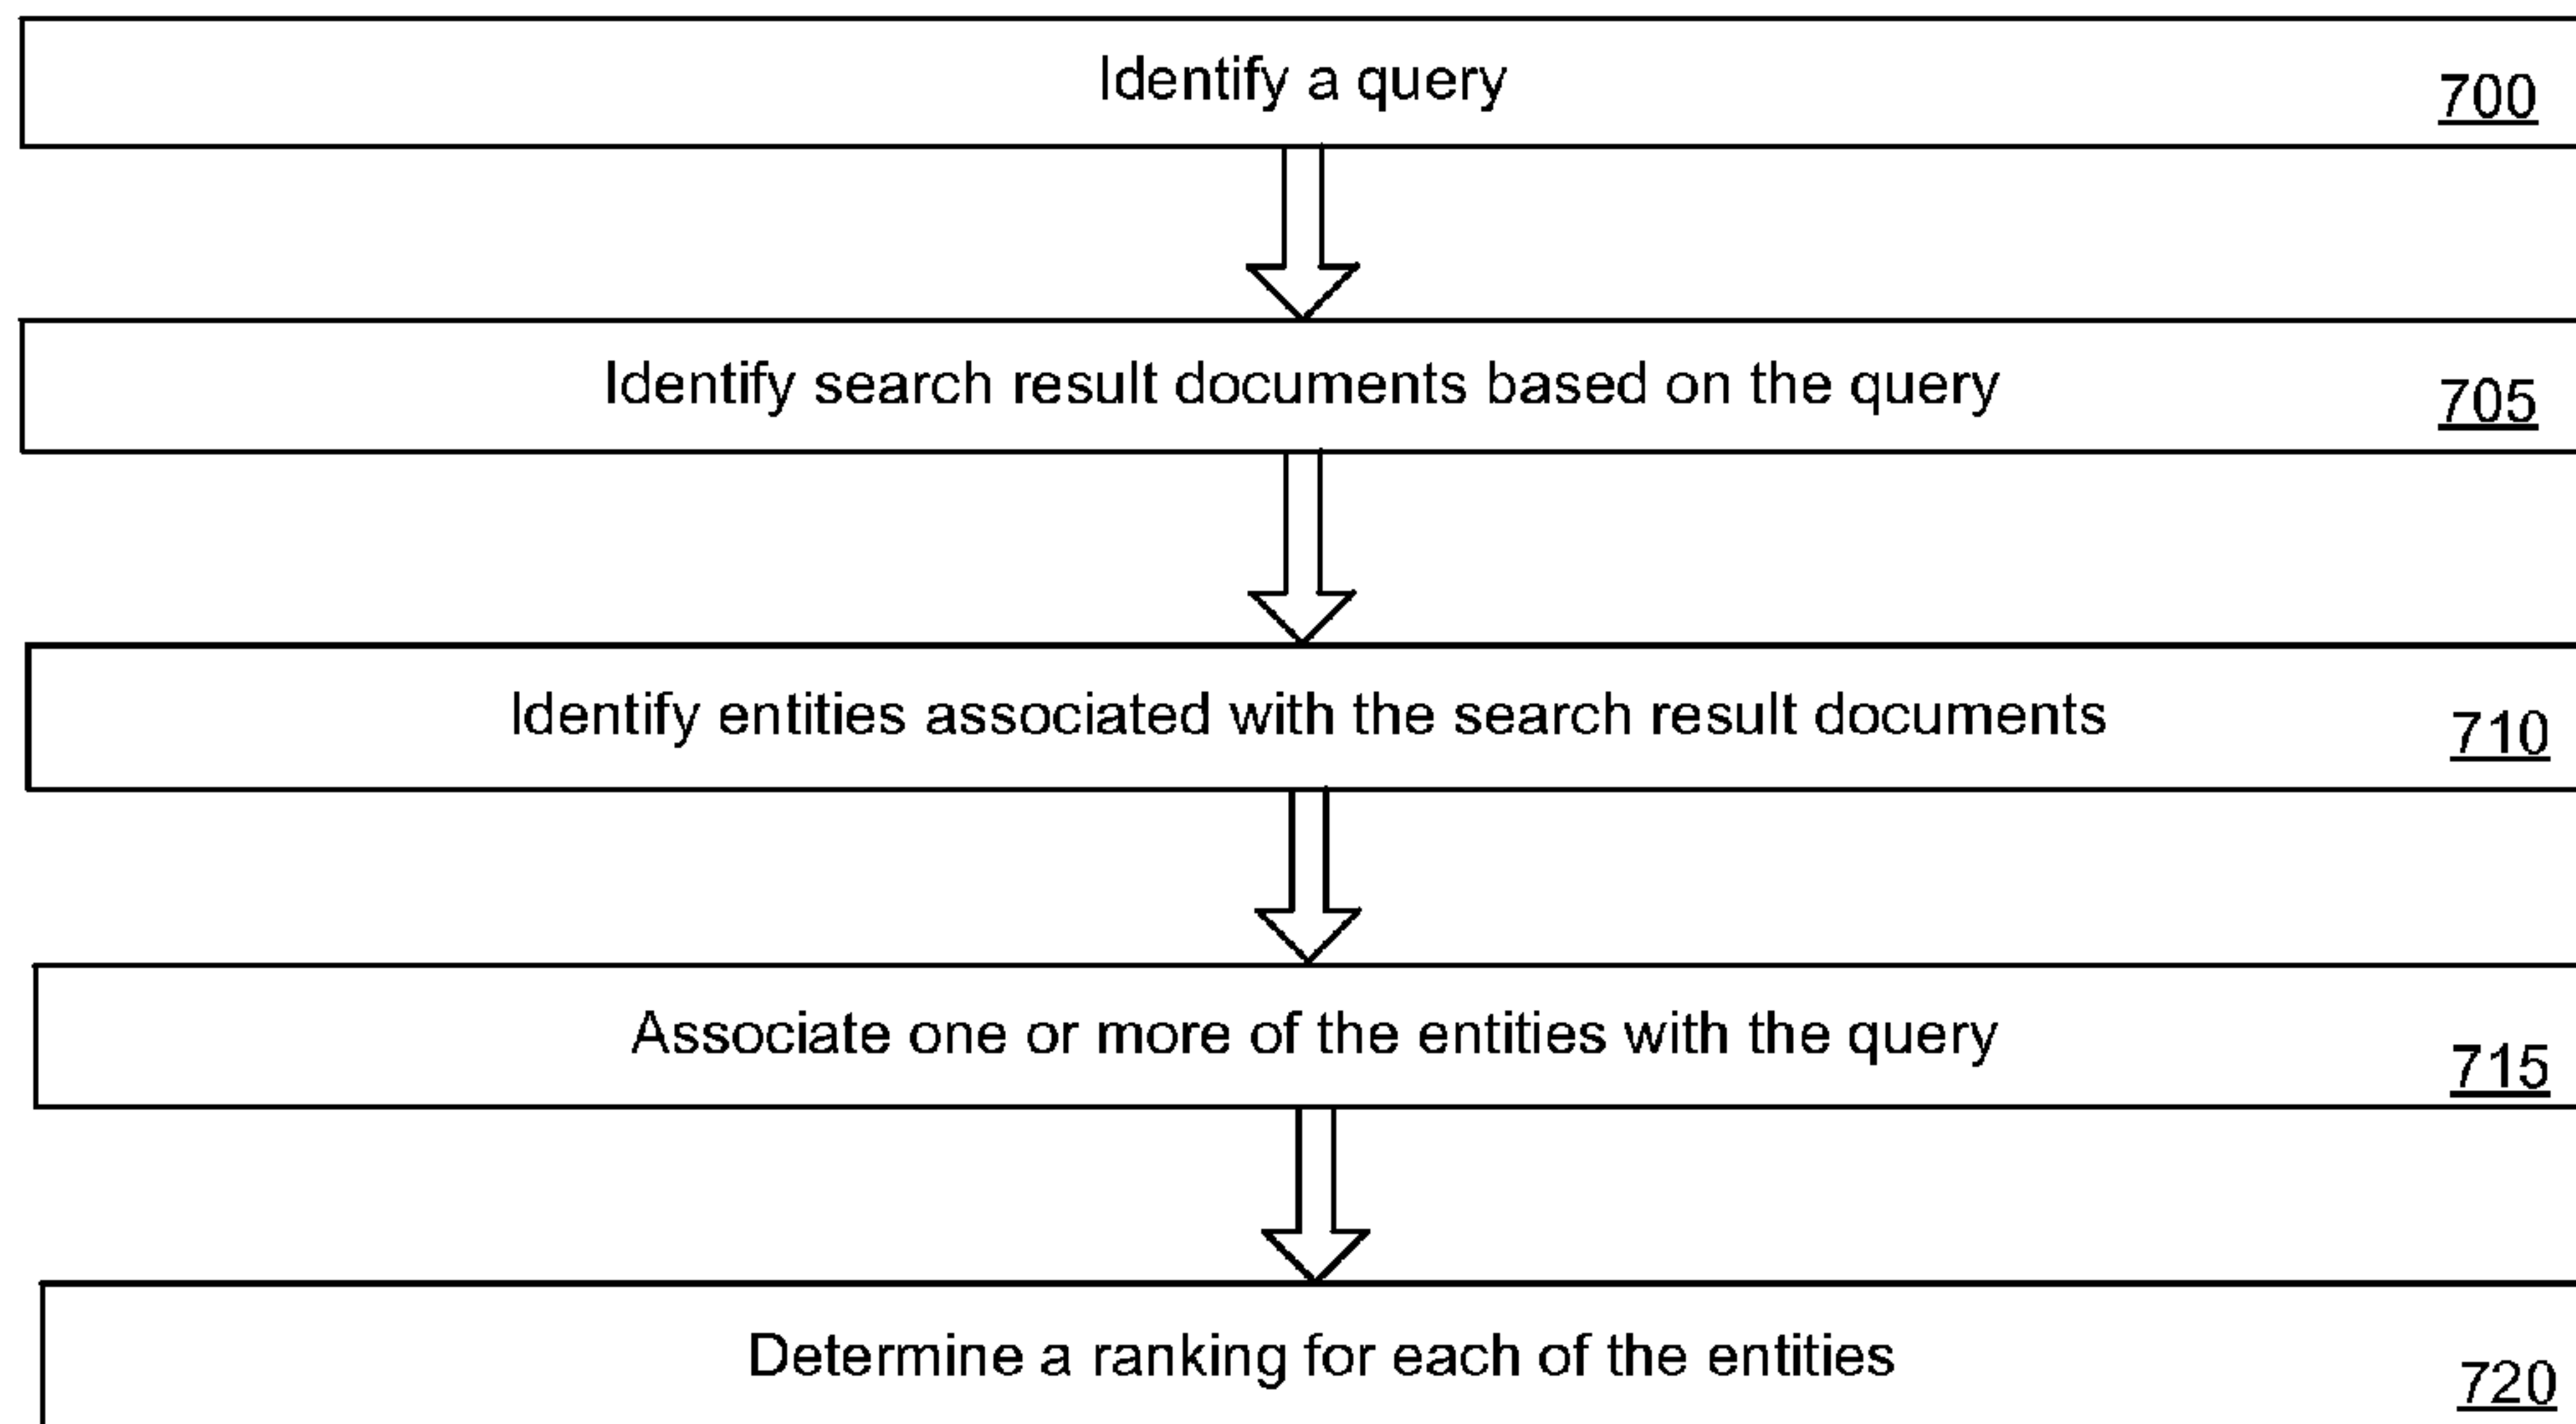 Identify a query
700
Identify search result documents based on the query
705
Identify entities associated with the search result documents
710
Associate one or more of the entities with the query
715
Determine a ranking for each of the entities
720